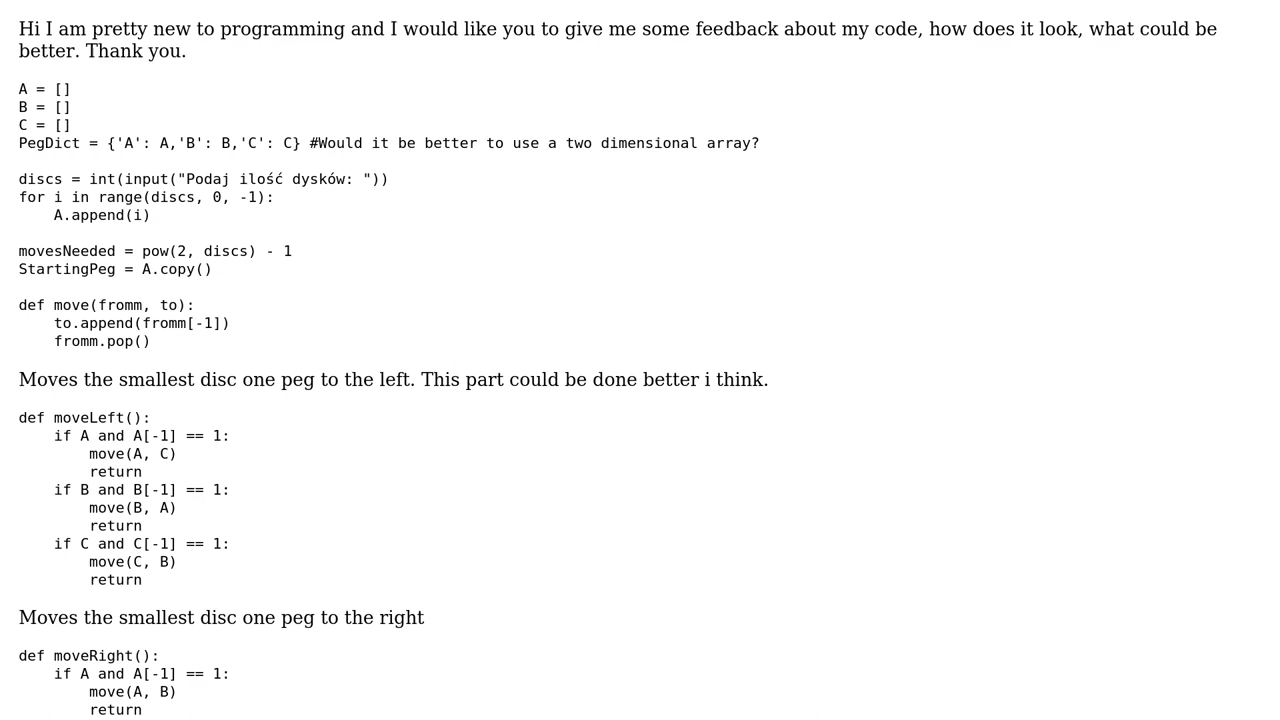 Hi I am pretty new to programming and I would like you to give me some feedback about my code, how does it look, what could be
better. Thank you.
A = []
B = []
C = []
PegDict = {'A': A,'B': B,'C': C} #Would it be better to use a two dimensional array?
discs = int(input("Podaj ilość dysków: "))
for i in range(discs, 0, -1):
    A.append(i)
movesNeeded = pow(2, discs) - 1
StartingPeg = A.copy()
def move(fromm, to):
    to.append(fromm[-1])
    fromm.pop()
Moves the smallest disc one peg to the left. This part could be done better i think.
def moveLeft():
    if A and A[-1] == 1:
        move(A, C)
        return
    if B and B[-1] == 1:
        move(B, A)
        return
    if C and C[-1] == 1:
        move(C, B)
        return
Moves the smallest disc one peg to the right
def moveRight():
    if A and A[-1] == 1:
        move(A, B)
        return